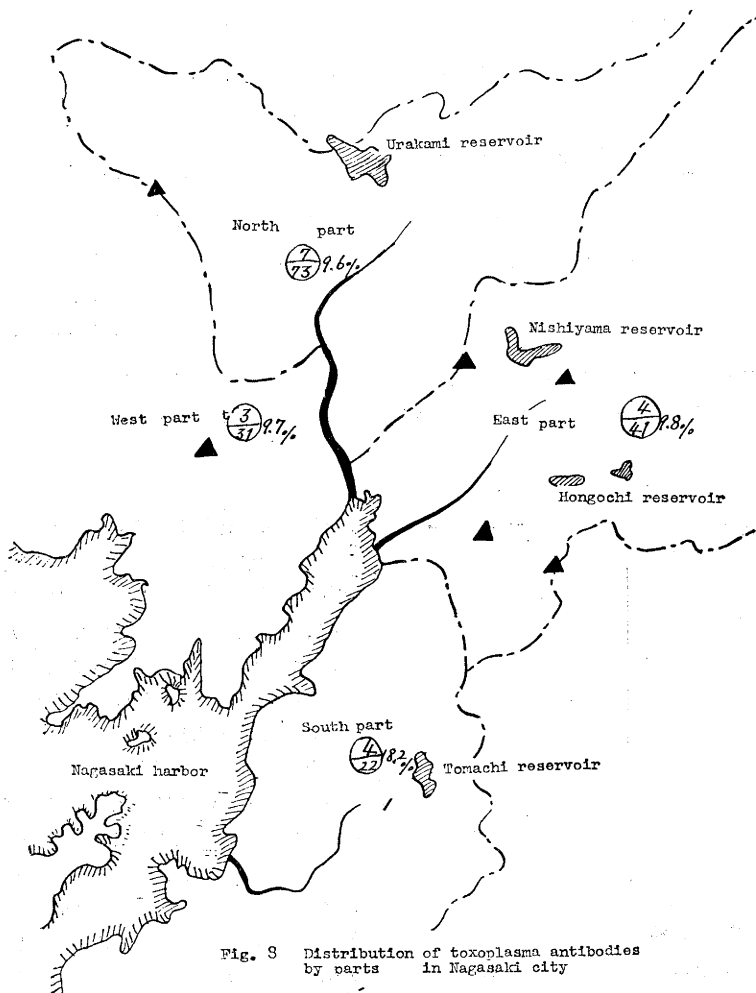 Urakami reservoir
North part
7
73 9.6%
Nishiyama reservoir
West part
3
31 9.7%
East part
4
41 9.8%
Hongochi reservoir
South part
4
22 18.2%
Tomachi reservoir
Nagasaki harbor
Fig. 8 Distribution of toxoplasma antibodies
by parts in Nagasaki city